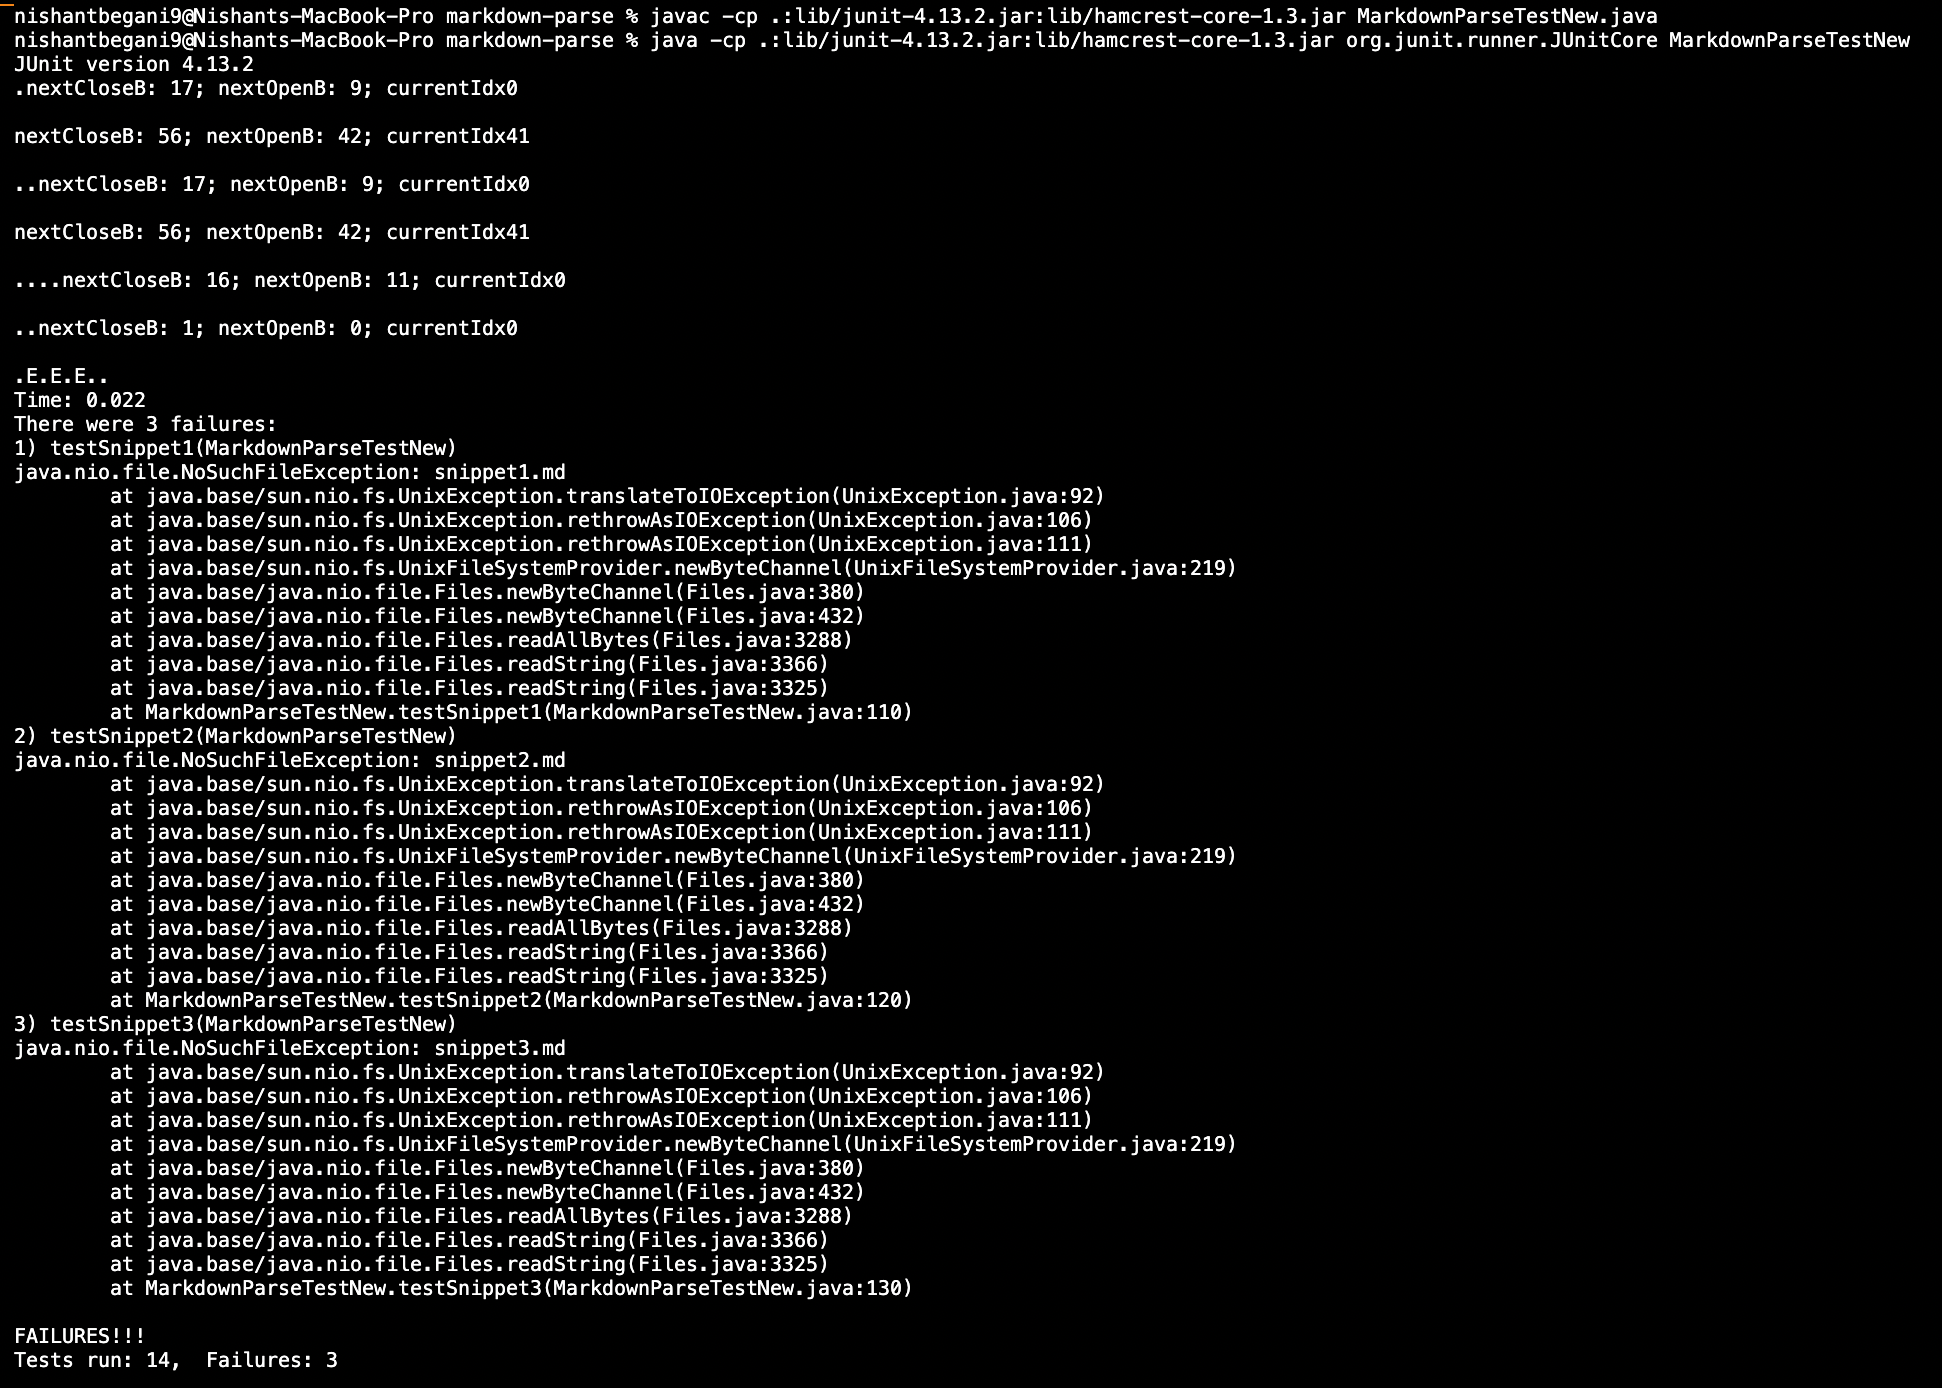 nishantbegani9@Nishants-MacBook-Pro markdown-parse % javac -cp .:lib/junit-4.13.2.jar:lib/hamcrest-core-1.3.jar MarkdownParseTestNew.java
nishantbegani9@Nishants-MacBook-Pro markdown-parse % java -cp .:lib/junit-4.13.2.jar:lib/hamcrest-core-1.3.jar org.junit.runner.JUnitCore MarkdownParseTestNew
JUnit version 4.13.2
.nextCloseB: 17; nextOpenB: 9; currentIdx0
nextCloseB: 56; nextOpenB: 42; currentIdx41
..nextCloseB: 17; nextOpenB: 9; currentIdx0
nextCloseB: 56; nextOpenB: 42; currentIdx41
....nextCloseB: 16; nextOpenB: 11; currentIdx0
..nextCloseB: 1; nextOpenB: 0; currentIdx0
.E.E.E..
Time: 0.022
There were 3 failures:
1) testSnippet1(MarkdownParseTestNew)
java.nio.file.NoSuchFileException: snippet1.md
        at java.base/sun.nio.fs.UnixException.translateToIOException(UnixException.java:92)
        at java.base/sun.nio.fs.UnixException.rethrowAsIOException(UnixException.java:106)
        at java.base/sun.nio.fs.UnixException.rethrowAsIOException(UnixException.java:111)
        at java.base/sun.nio.fs.UnixFileSystemProvider.newByteChannel(UnixFileSystemProvider.java:219)
        at java.base/java.nio.file.Files.newByteChannel(Files.java:380)
        at java.base/java.nio.file.Files.newByteChannel(Files.java:432)
        at java.base/java.nio.file.Files.readAllBytes(Files.java:3288)
        at java.base/java.nio.file.Files.readString(Files.java:3366)
        at java.base/java.nio.file.Files.readString(Files.java:3325)
        at MarkdownParseTestNew.testSnippet1(MarkdownParseTestNew.java:110)
2) testSnippet2(MarkdownParseTestNew)
java.nio.file.NoSuchFileException: snippet2.md
        at java.base/sun.nio.fs.UnixException.translateToIOException(UnixException.java:92)
        at java.base/sun.nio.fs.UnixException.rethrowAsIOException(UnixException.java:106)
        at java.base/sun.nio.fs.UnixException.rethrowAsIOException(UnixException.java:111)
        at java.base/sun.nio.fs.UnixFileSystemProvider.newByteChannel(UnixFileSystemProvider.java:219)
        at java.base/java.nio.file.Files.newByteChannel(Files.java:380)
        at java.base/java.nio.file.Files.newByteChannel(Files.java:432)
        at java.base/java.nio.file.Files.readAllBytes(Files.java:3288)
        at java.base/java.nio.file.Files.readString(Files.java:3366)
        at java.base/java.nio.file.Files.readString(Files.java:3325)
        at MarkdownParseTestNew.testSnippet2(MarkdownParseTestNew.java:120)
3) testSnippet3(MarkdownParseTestNew)
java.nio.file.NoSuchFileException: snippet3.md
        at java.base/sun.nio.fs.UnixException.translateToIOException(UnixException.java:92)
        at java.base/sun.nio.fs.UnixException.rethrowAsIOException(UnixException.java:106)
        at java.base/sun.nio.fs.UnixException.rethrowAsIOException(UnixException.java:111)
        at java.base/sun.nio.fs.UnixFileSystemProvider.newByteChannel(UnixFileSystemProvider.java:219)
        at java.base/java.nio.file.Files.newByteChannel(Files.java:380)
        at java.base/java.nio.file.Files.newByteChannel(Files.java:432)
        at java.base/java.nio.file.Files.readAllBytes(Files.java:3288)
        at java.base/java.nio.file.Files.readString(Files.java:3366)
        at java.base/java.nio.file.Files.readString(Files.java:3325)
        at MarkdownParseTestNew.testSnippet3(MarkdownParseTestNew.java:130)
FAILURES!!!
Tests run: 14,  Failures: 3